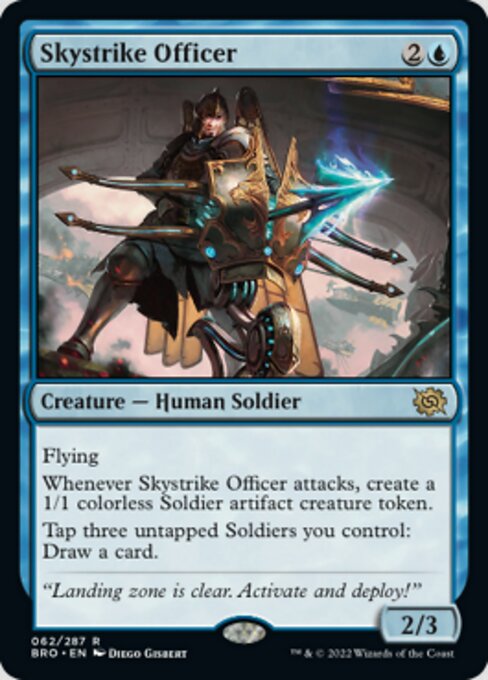 Skystrike Officer 2
Creature — Human Soldier
Flying
Whenever Skystrike Officer attacks, create a
1/1 colorless Soldier artifact creature token.
Tap three untapped Soldiers you control:
Draw a card.
"Landing zone is clear. Activate and deploy!"
2/3
062/287 R
BRO • EN Diego Gisbert
™ & © 2022 Wizards of the Coast